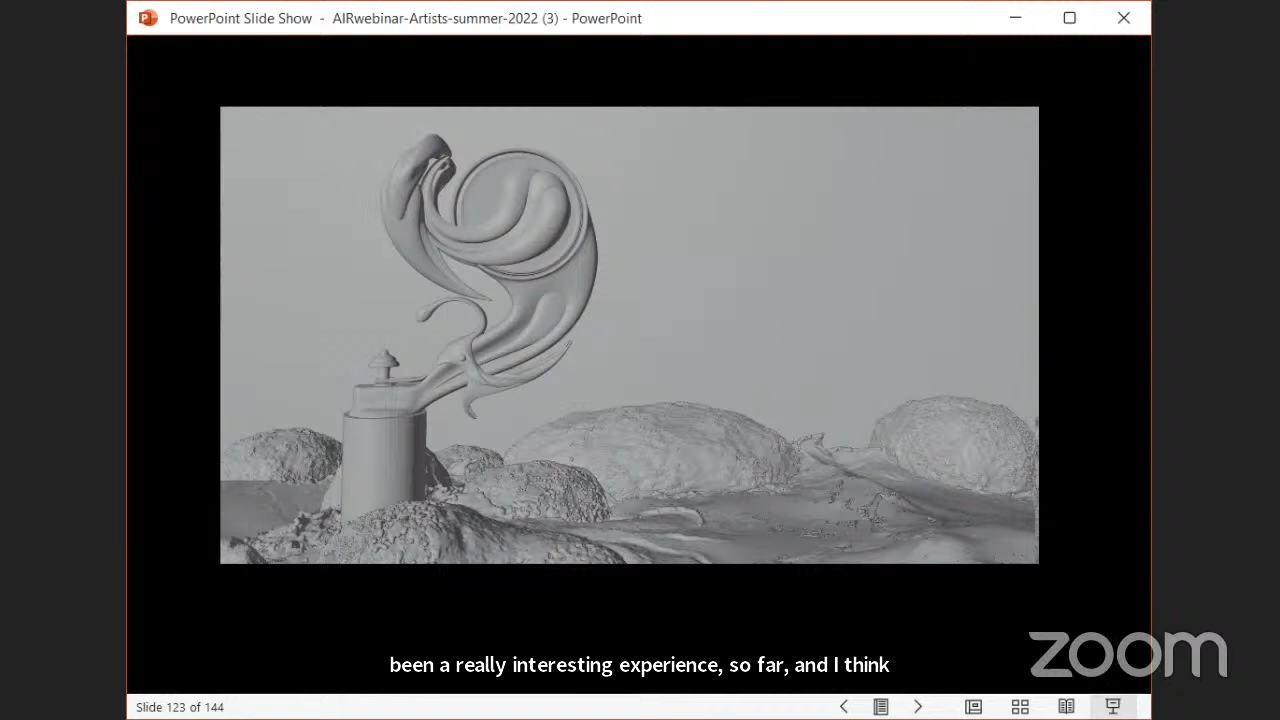 PowerPoint Slide Show - AIRwebinar-Artists-summer-2022 (3) - PowerPoint
been a really interesting experience, so far, and I think
zoom
Slide 123 of 144